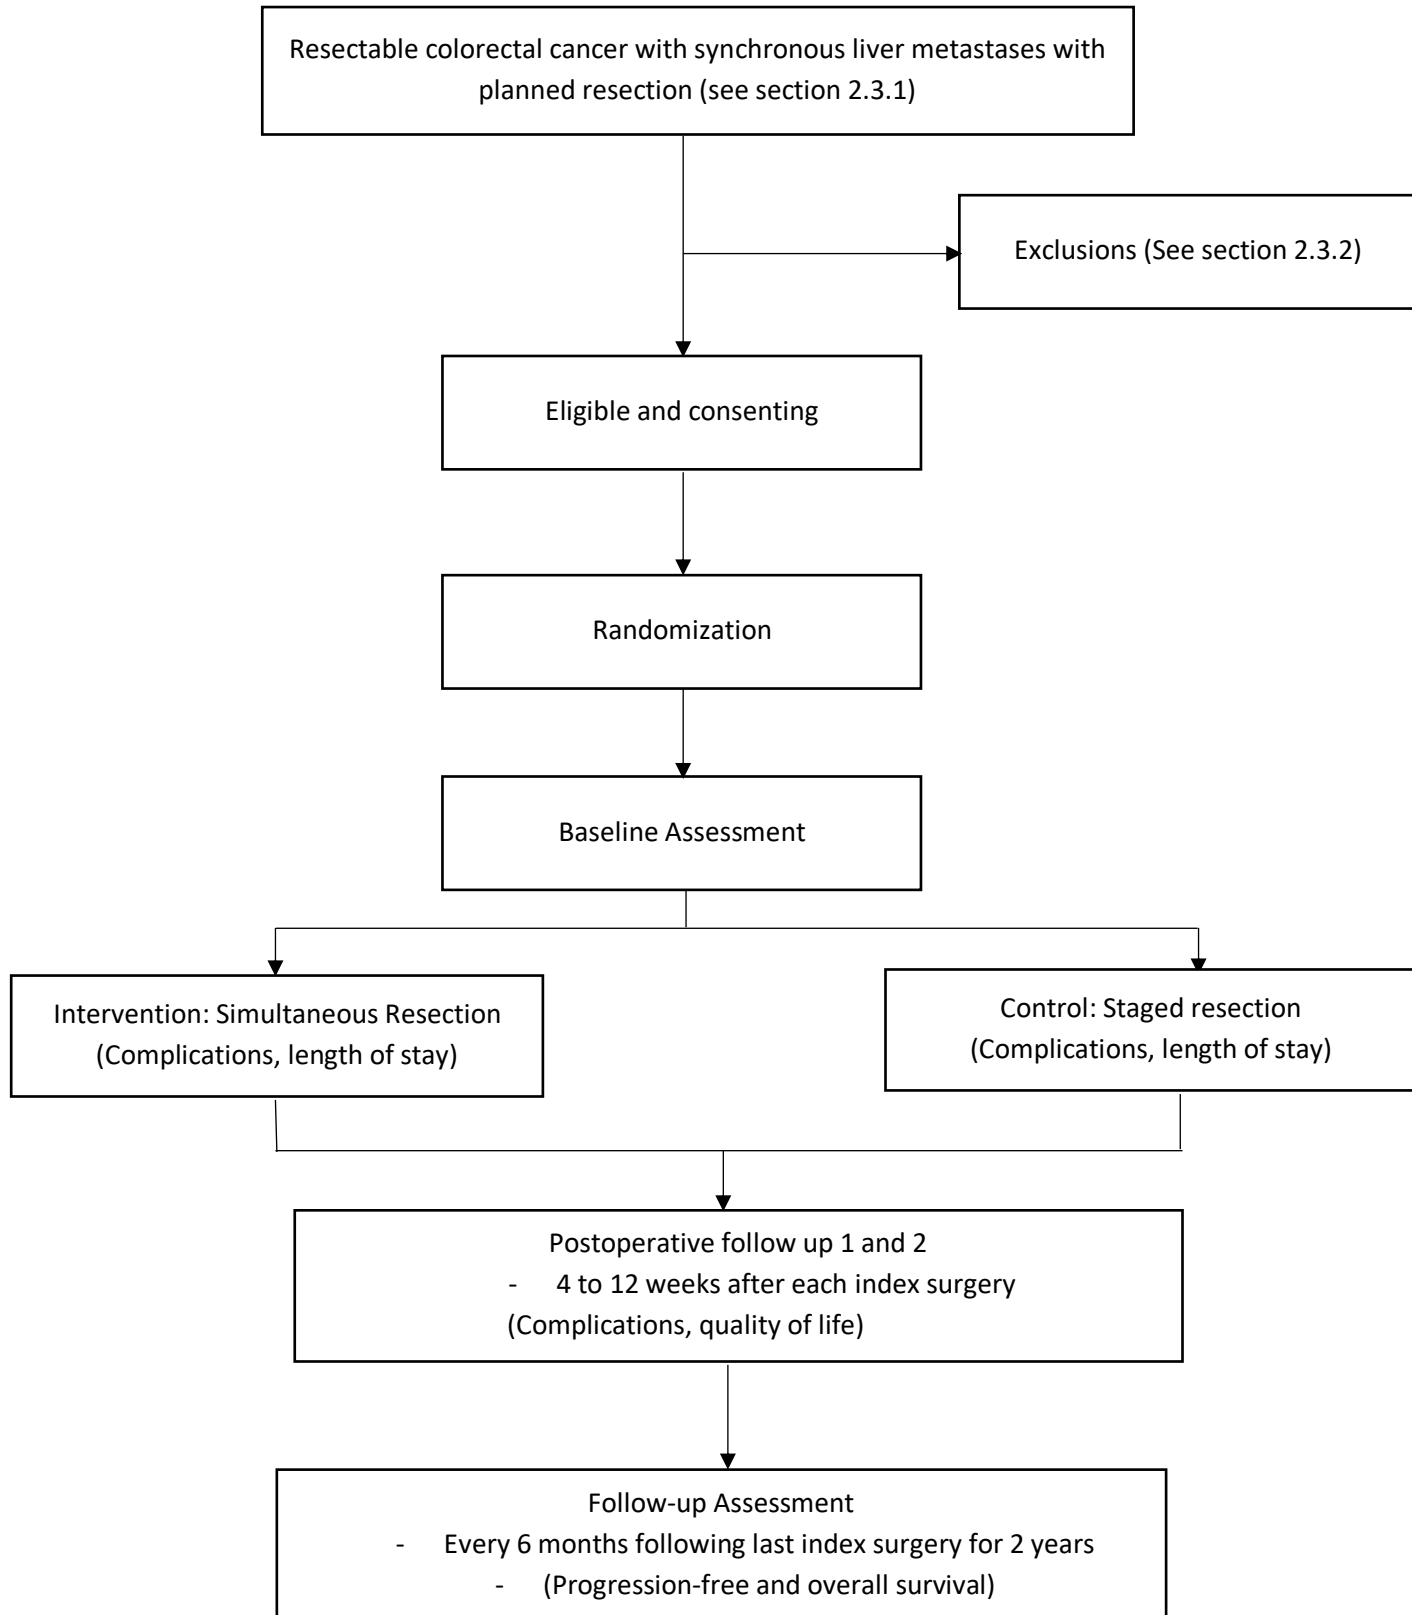 Resectable colorectal cancer with synchronous liver metastases with
planned resection (see section 2.3.1)
Exclusions (See section 2.3.2)
Eligible and consenting
Randomization
Baseline Assessment
Intervention: Simultaneous Resection
(Complications, length of stay)
Control: Staged resection
(Complications, length of stay)
Postoperative follow up 1 and 2
- 4 to 12 weeks after each index surgery
(Complications, quality of life)
Follow-up Assessment
- Every 6 months following last index surgery for 2 years
- (Progression-free and overall survival)